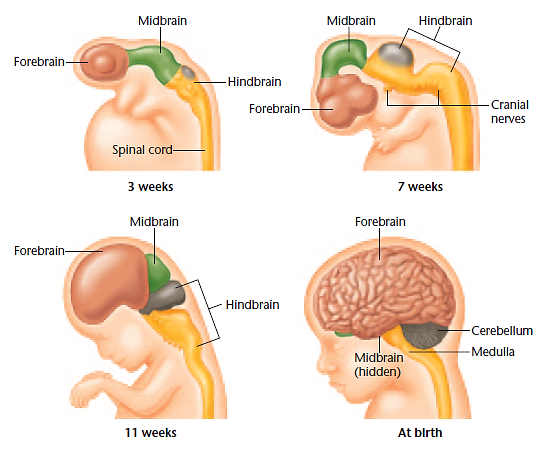 Midbrain
Forebrain
Hindbrain
Spinal cord
3 weeks
Midbrain
Hindbrain
Forebrain
Cranial
nerves
7 weeks
Midbrain
Forebrain
Hindbrain
11 weeks
Forebrain
Cerebellum
Medulla
Midbrain
(hidden)
At birth